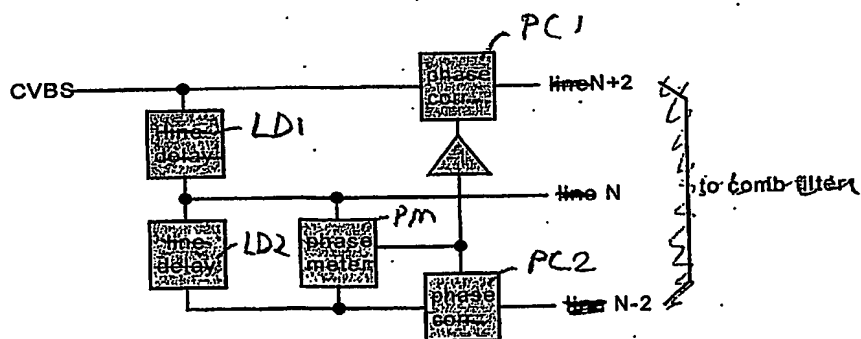 PC1
phase corr.
CVBS
line N+2
line delay
LD1
line N
to comb filter
line delay
LD2
phase meter
PM
PC2
phase corr.
line N-2